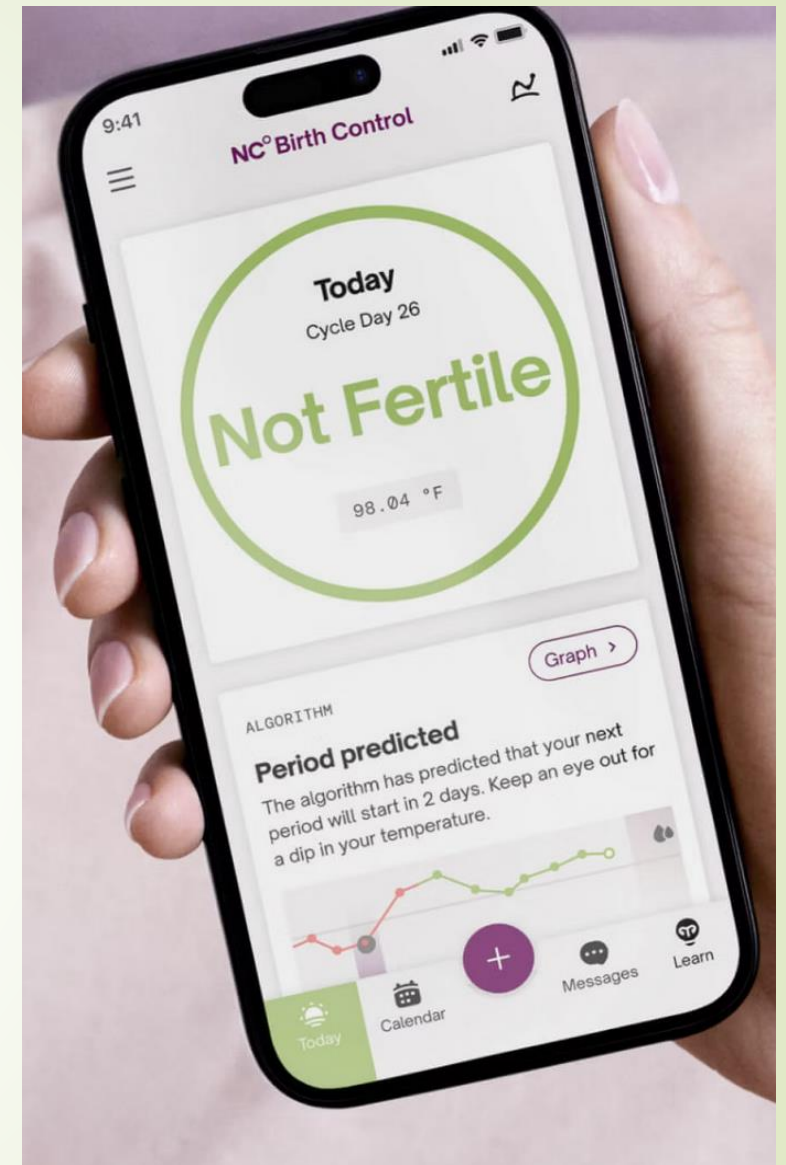 9:41
NC° Birth Control
Today
Cycle Day 26
Not Fertile
98.04 °F
Graph >
ALGORITHM
Period predicted
The algorithm has predicted that your next
period will start in 2 days. Keep an eye out for
a dip in your temperature.
Today
Calendar
+
Messages
Learn